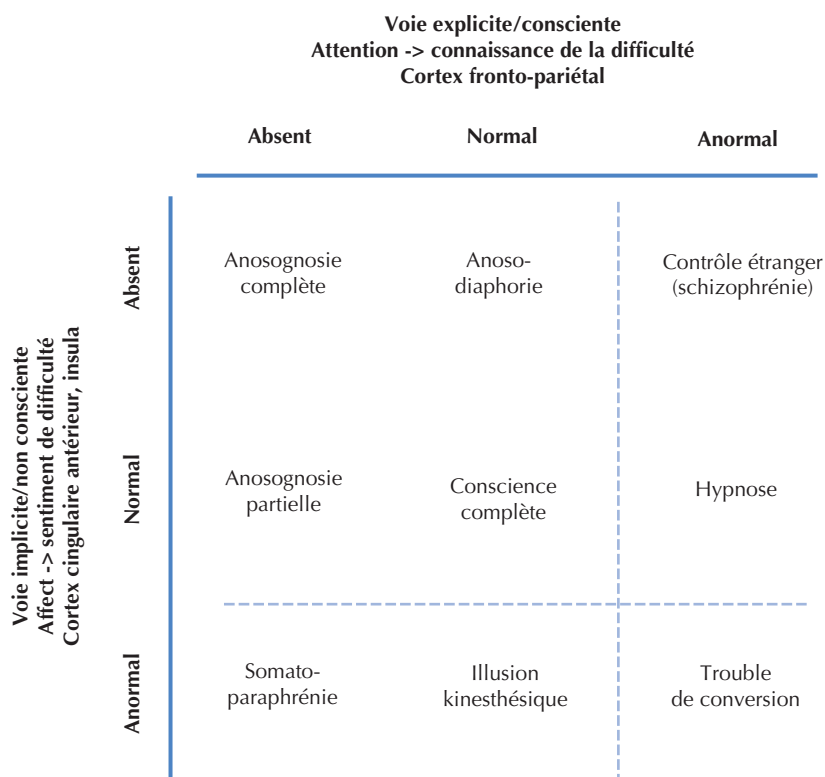 Voie explicite/consciente
Attention -> connaissance de la difficulté
Cortex fronto-pariétal
Absent
Normal
Anormal
Voie implicite/non consciente
Affect -> sentiment de difficulté
Cortex cingulaire antérieur, insula
Absent
Anosognosie
complète
Anoso-
diaphorie
Contrôle étranger
(schizophrénie)
Normal
Anosognosie
partielle
Conscience
complète
Hypnose
Anormal
Somato-
paraphrénie
Illusion
kinesthésique
Trouble
de conversion